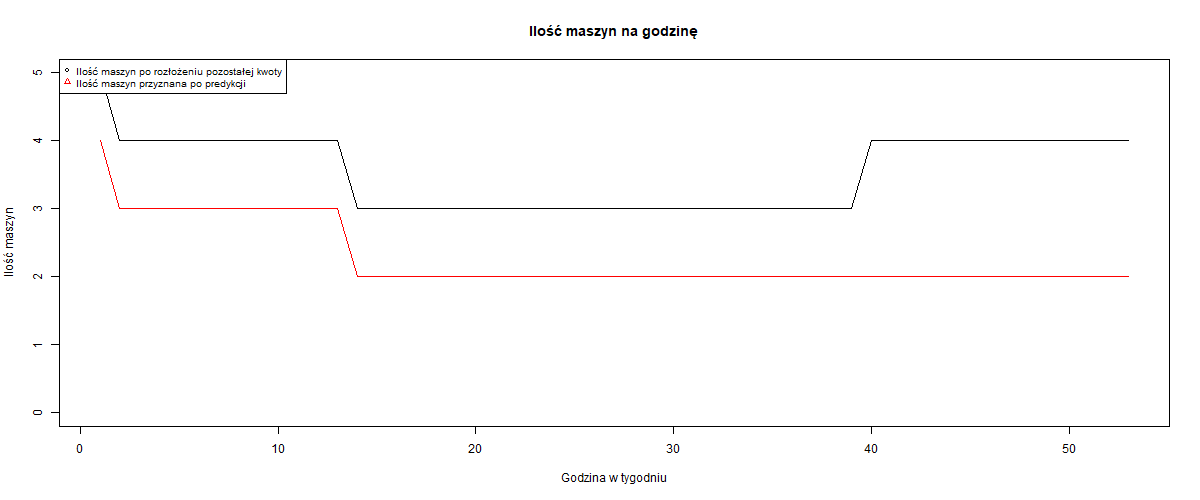 Ilość maszyn na godzinę
Ilość maszyn po rozłożeniu pozostałej kwoty
Ilość maszyn przyznana po predykcji
Ilość maszyn
5
4
3
2
1
0
0 10 20 30 40 50
Godzina w tygodniu